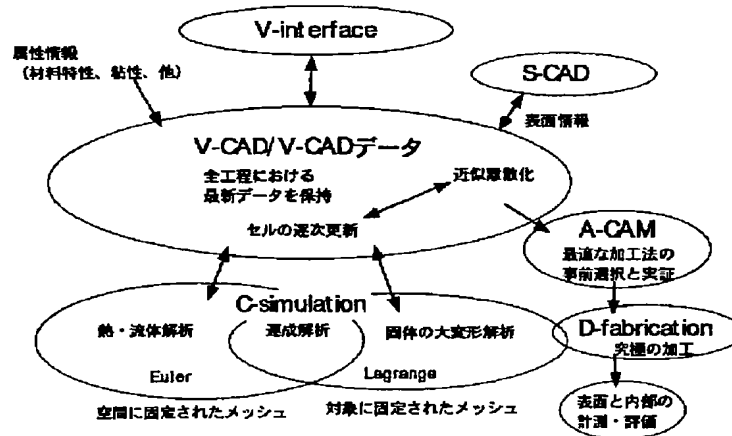 V-interface
属性情報
（材料特性、粘性、他）
S-CAD
表面情報
V-CAD/V-CADデータ
全工程における
最新データを保持
近似離散化
セルの逐次更新
A-CAM
最適な加工法の
事前選択と実証
C-simulation
熱・流体解析
連成解析
固体の大変形解析
D-fabrication
究極の加工
Euler
Lagrange
空間に固定されたメッシュ
対象に固定されたメッシュ
表面と内部の
計測・評価